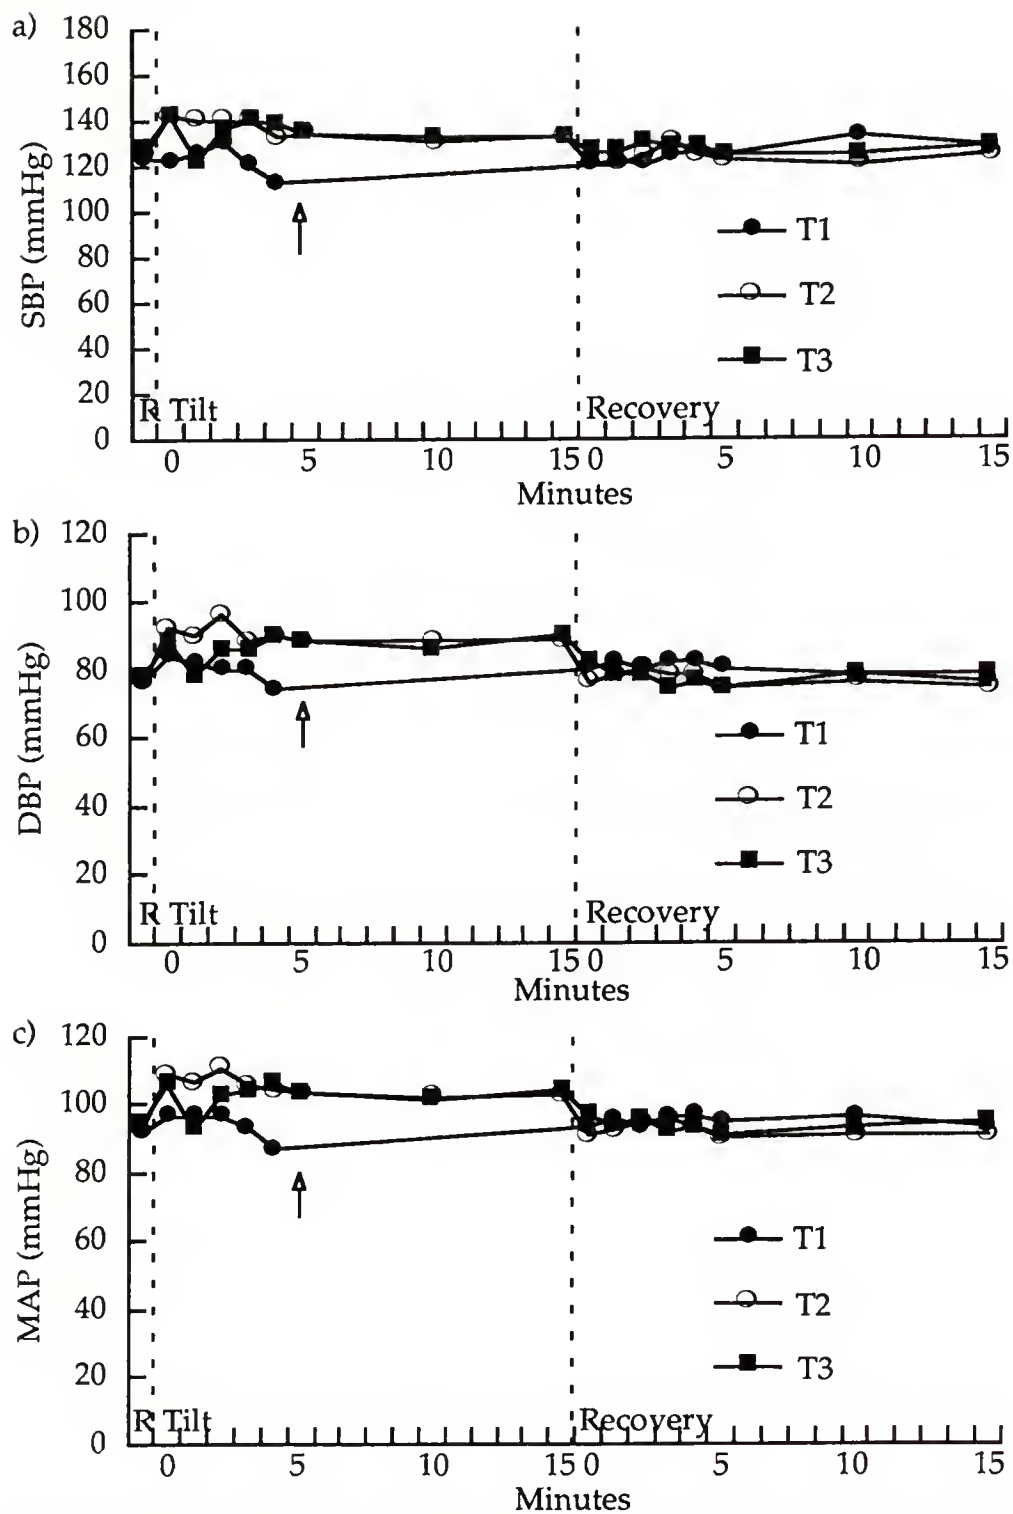 a) 180
160
140
120
100
80
60
40
20
0
SBP (mmHg)
T1
T2
T3
R Tilt Recovery
0 5 10 15 0 5 10 15
Minutes
b) 120
100
80
60
40
20
0
DBP (mmHg)
T1
T2
T3
R Tilt Recovery
0 5 10 15 0 5 10 15
Minutes
c) 120
100
80
60
40
20
0
MAP (mmHg)
T1
T2
T3
R Tilt Recovery
0 5 10 15 0 5 10 15
Minutes